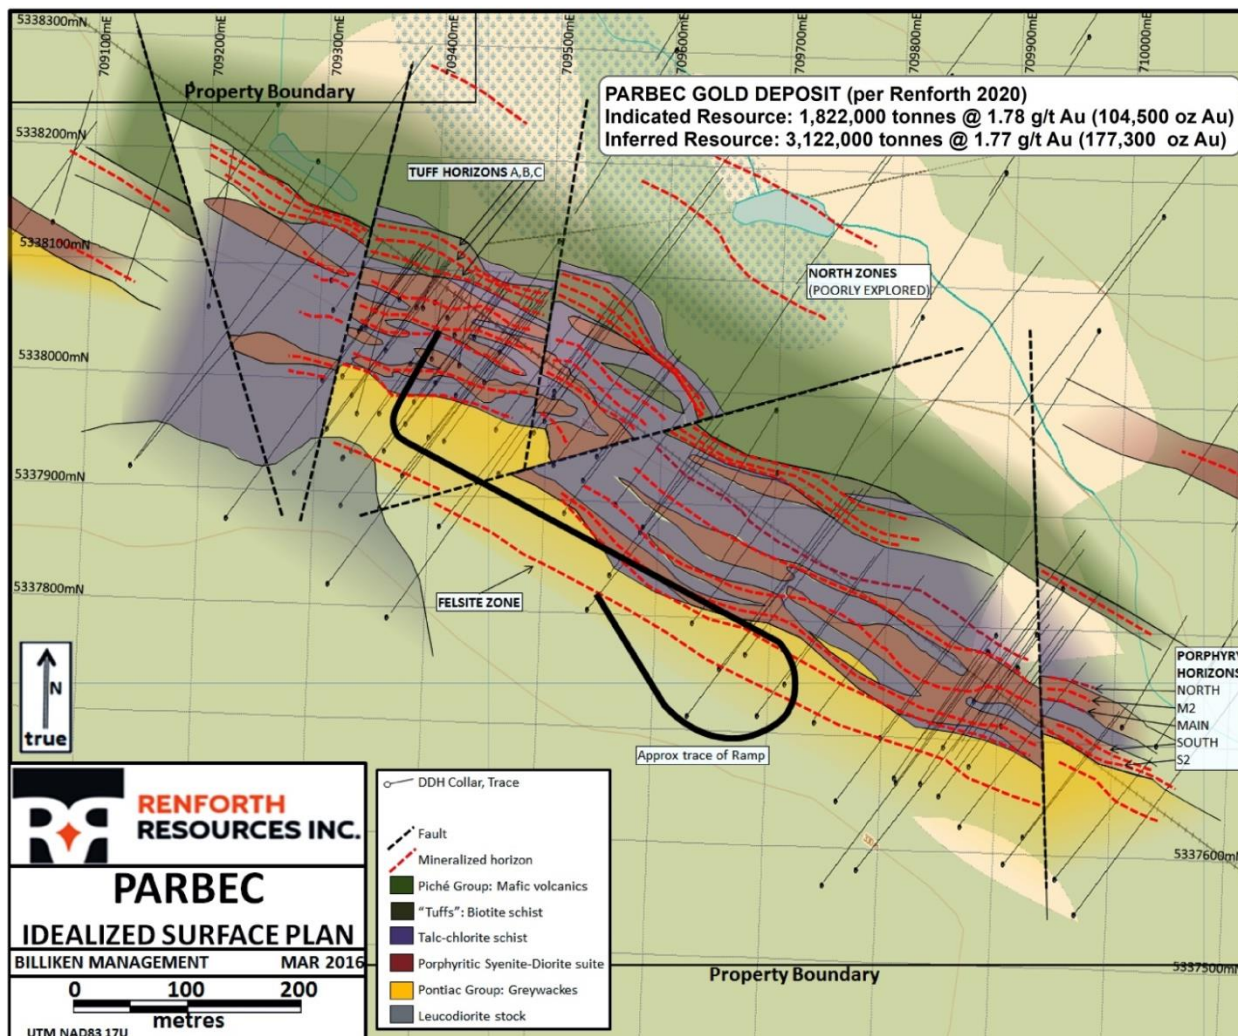 5338300mN
709100mE
709200mE
709300mE
709400mE
709500mE
709600mE
709700mE
709800mE
709900mE
710000mE
Property Boundary
PARBEC GOLD DEPOSIT (per Renforth 2020)
Indicated Resource: 1,822,000 tonnes @ 1.78 g/t Au (104,500 oz Au)
Inferred Resource: 3,122,000 tonnes @ 1.77 g/t Au (177,300 oz Au)
5338200mN
TUFF HORIZONS A,B,C
5338100mN
NORTH ZONES
(POORLY EXPLORED)
5338000mN
5337900mN
5337800mN
FELSITE ZONE
N
true
PORPHYRY
HORIZONS
NORTH
M2
MAIN
SOUTH
S2
Approx trace of Ramp
5337600mN
5337500mN
Property Boundary
RENFORTH
RESOURCES INC.
PARBEC
IDEALIZED SURFACE PLAN
BILLIKEN MANAGEMENT MAR 2016
0 100 200
metres
UTM NAD83 17U
DDH Collar, Trace
Fault
Mineralized horizon
Piché Group: Mafic volcanics
“Tuffs”: Biotite schist
Talc-chlorite schist
Porphyritic Syenite-Diorite suite
Pontiac Group: Greywackes
Leucodiorite stock